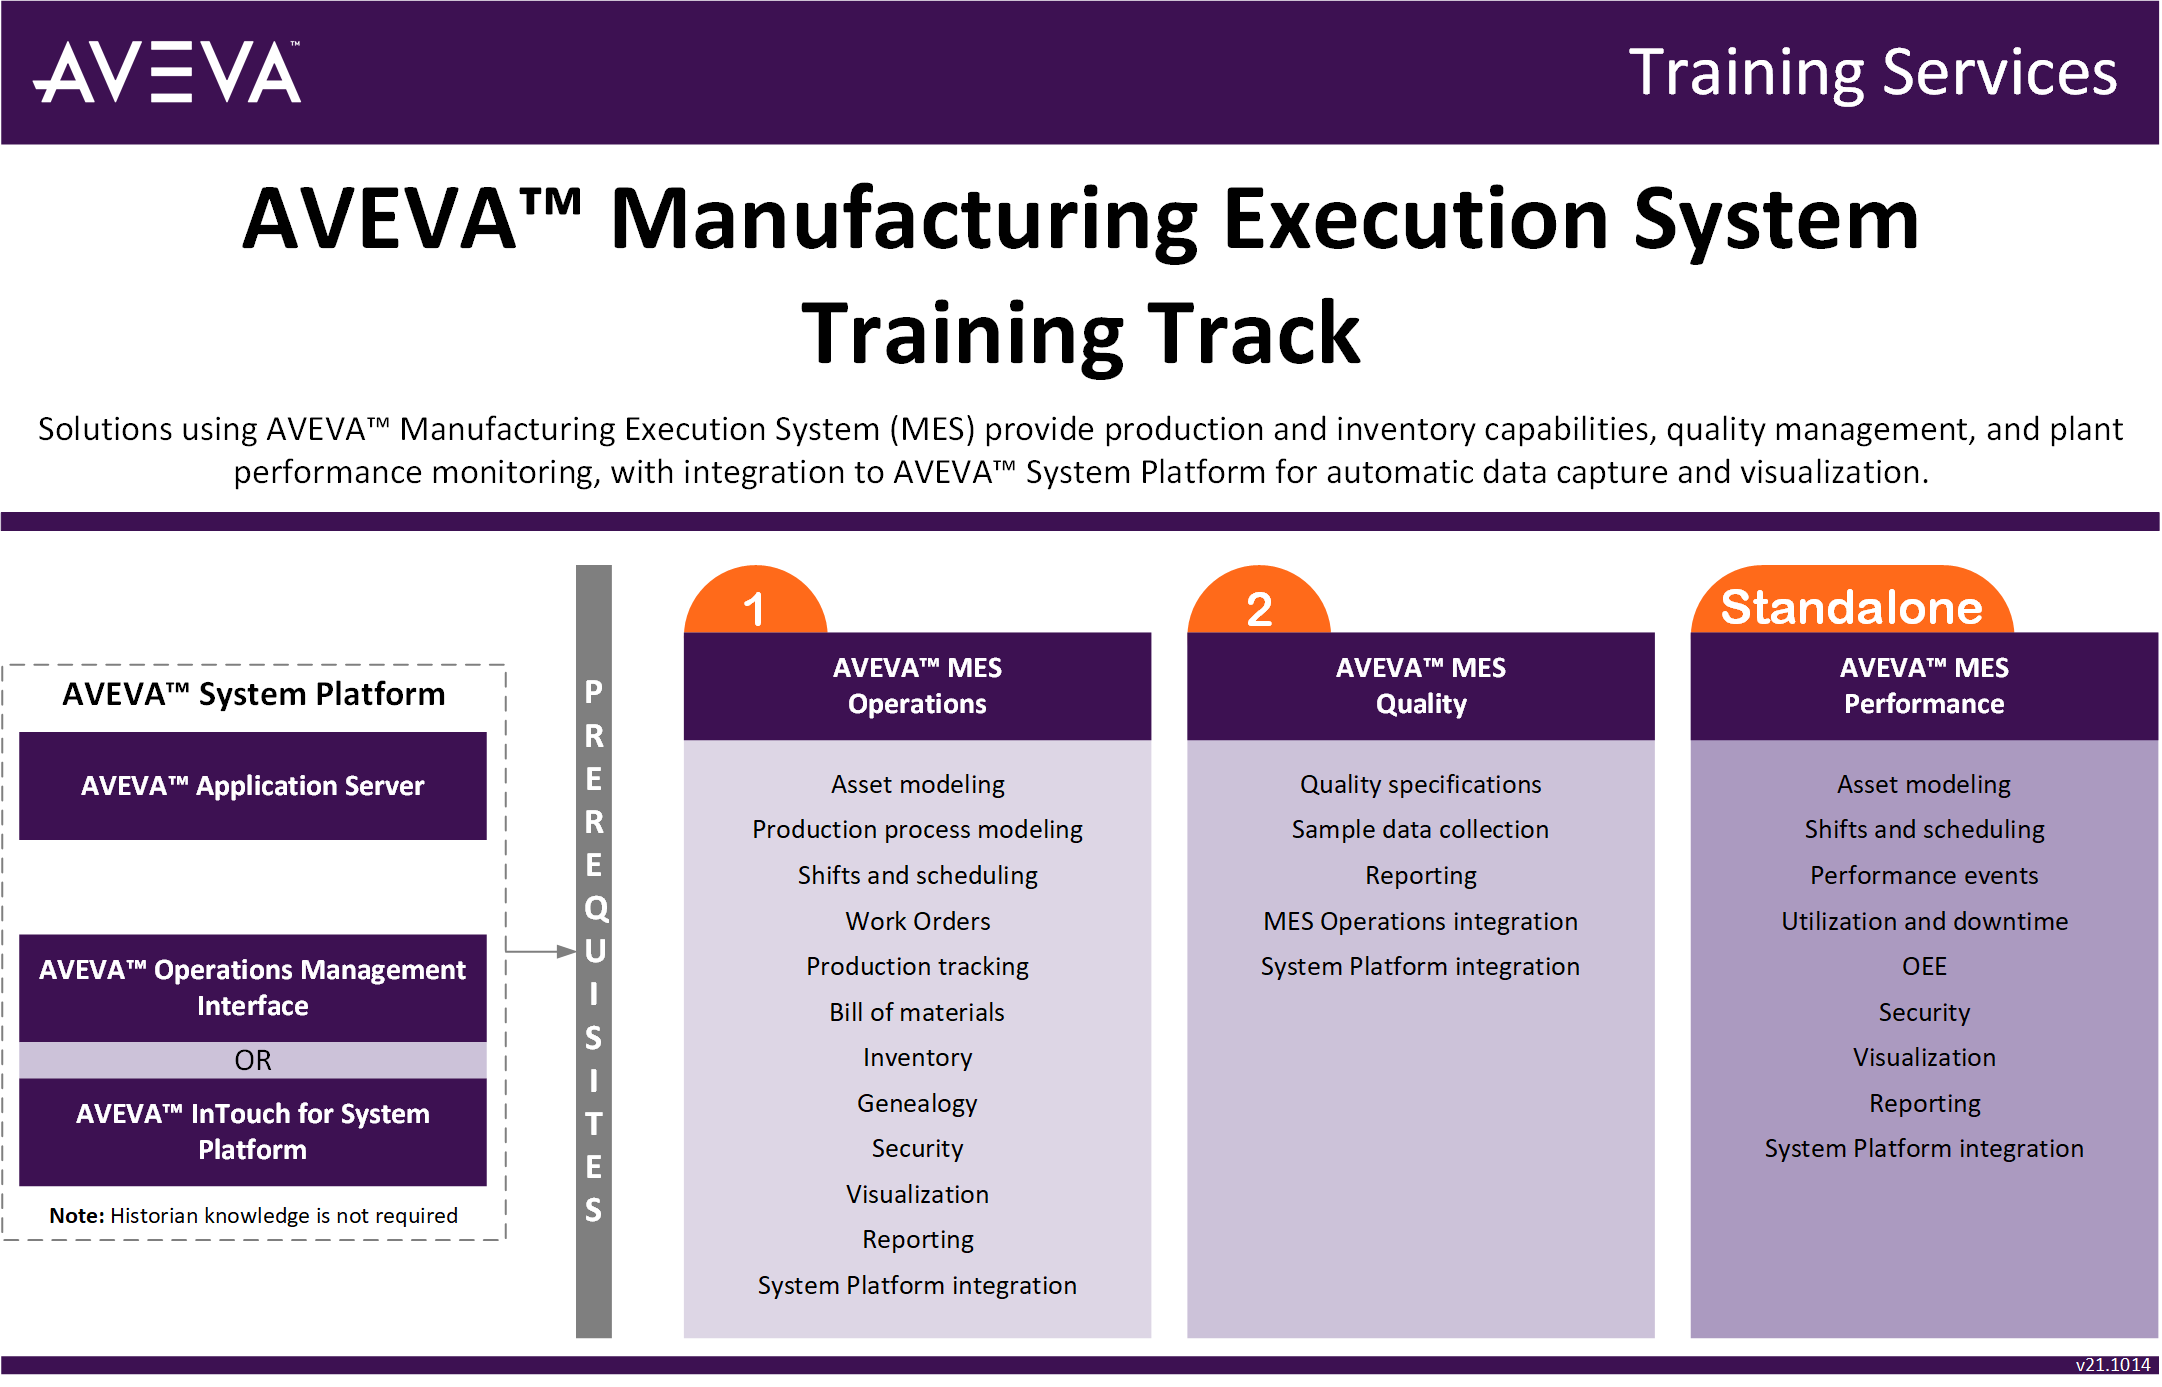 AVEVA™
Training Services
AVEVA™ Manufacturing Execution System
Training Track
Solutions using AVEVA™ Manufacturing Execution System (MES) provide production and inventory capabilities, quality management, and plant
performance monitoring, with integration to AVEVA™ System Platform for automatic data capture and visualization.
AVEVA™ System Platform
AVEVA™ Application Server
AVEVA™ Operations Management
Interface
OR
AVEVA™ InTouch for System
Platform
Note: Historian knowledge is not required
PREREQUISITES
1
AVEVA™ MES
Operations
Asset modeling
Production process modeling
Shifts and scheduling
Work Orders
Production tracking
Bill of materials
Inventory
Genealogy
Security
Visualization
Reporting
System Platform integration
2
AVEVA™ MES
Quality
Quality specifications
Sample data collection
Reporting
MES Operations integration
System Platform integration
Standalone
AVEVA™ MES
Performance
Asset modeling
Shifts and scheduling
Performance events
Utilization and downtime
OEE
Security
Visualization
Reporting
System Platform integration
v21.1014